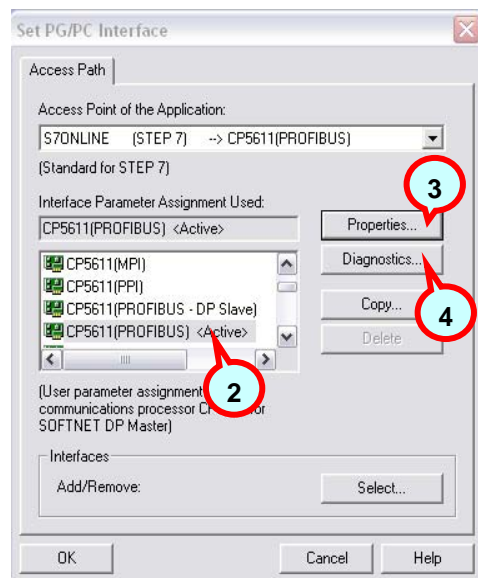 Set PG/PC Interface
Access Path
Access Point of the Application:
S7ONLINE (STEP 7) --> CP5611(PROFIBUS)
(Standard for STEP 7)
Interface Parameter Assignment Used:
CP5611(PROFIBUS) <Active>
Properties...
3
CP5611(MPI)
CP5611(PPI)
CP5611(PROFIBUS - DP Slave)
CP5611(PROFIBUS) <Active>
Diagnostics...
Copy...
4
Delete
2
(User parameter assignment
communications processor
SOFTNET DP Master)
Interfaces
Add/Remove:
Select...
OK
Cancel
Help